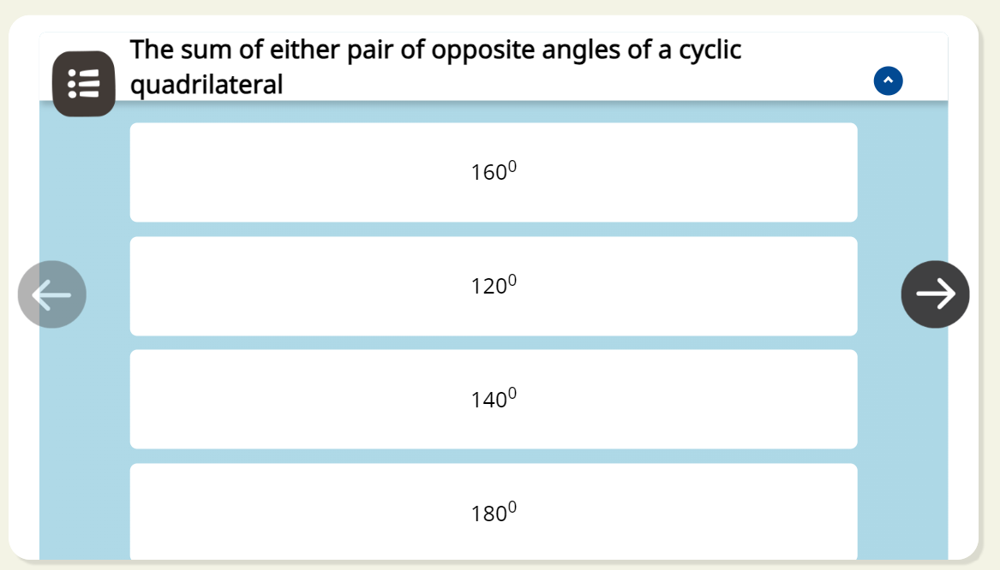 The sum of either pair of opposite angles of a cyclic
quadrilateral
160⁰
120⁰
140⁰
180⁰